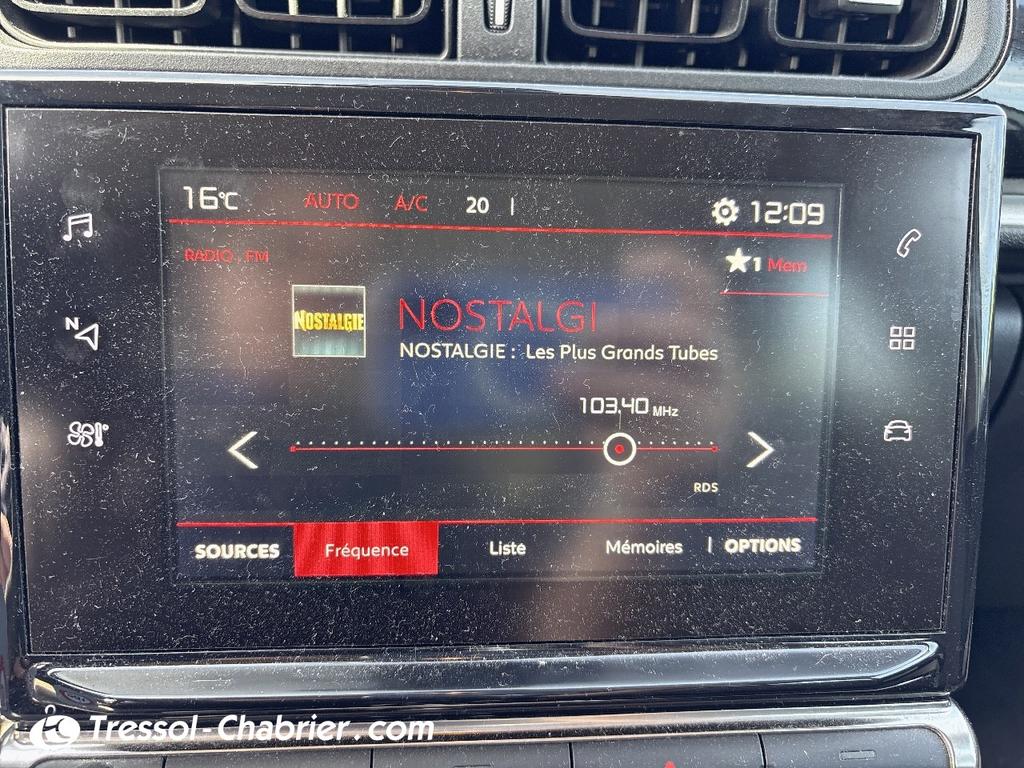 16°C AUTO A/C 20 12:09
RADIO : FM
1 Mem
NOSTALGIE
NOSTALGI
NOSTALGIE : Les Plus Grands Tubes
103.40 MHz
N
RDS
SOURCES Fréquence Liste Mémoires OPTIONS
Tressol-Chabrier.com